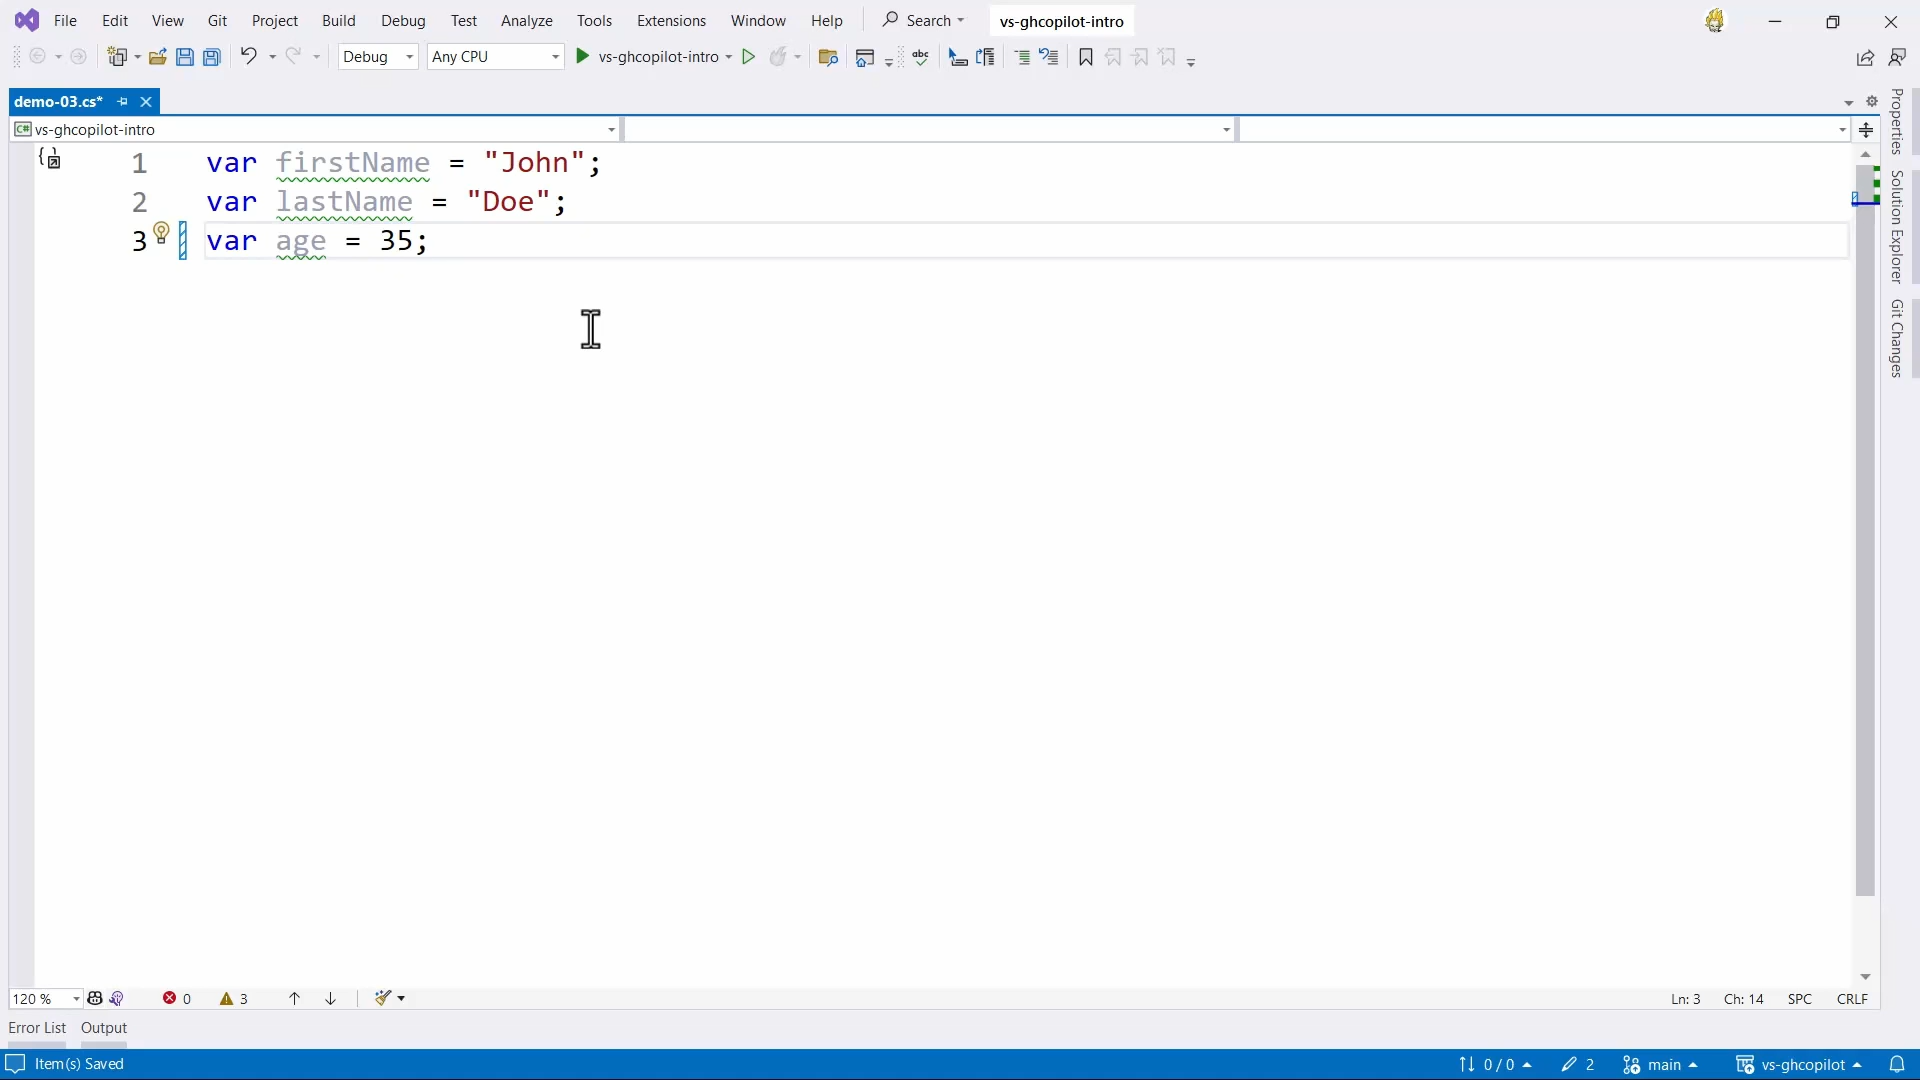 File Edit View Git Project Build Debug Test Analyze Tools Extensions Window Help Search vs-ghcopilot-intro
Debug Any CPU vs-ghcopilot-intro abc
demo-03.cs*
C# vs-ghcopilot-intro
1 var firstName = "John";
2 var lastName = "Doe";
3 var age = 35;
Properties
Solution Explorer
Git Changes
120 % 0 3 Ln: 3 Ch: 14 SPC CRLF
Error List Output
Item(s) Saved 0 / 0 2 main vs-ghcopilot